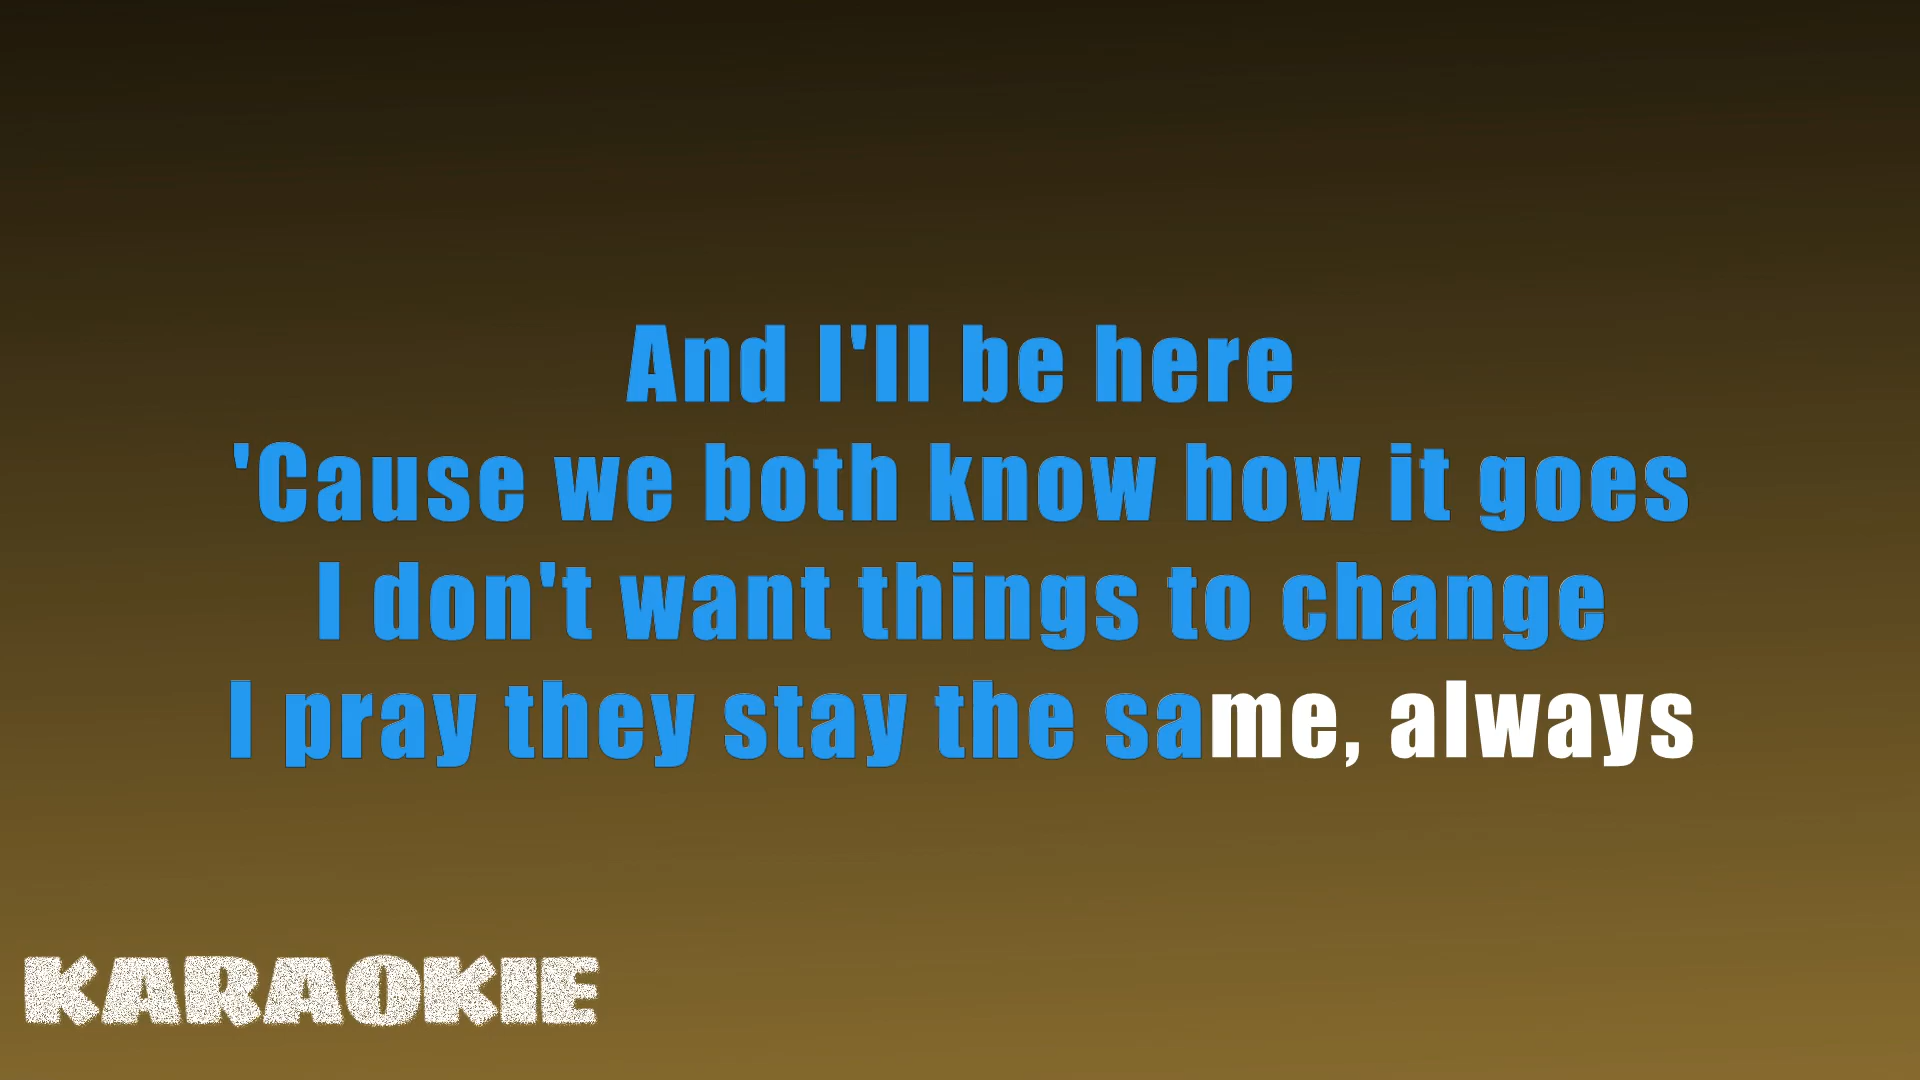 And I'll be here
'Cause we both know how it goes
I don't want things to change
I pray they stay the same, always
KARAOKIE